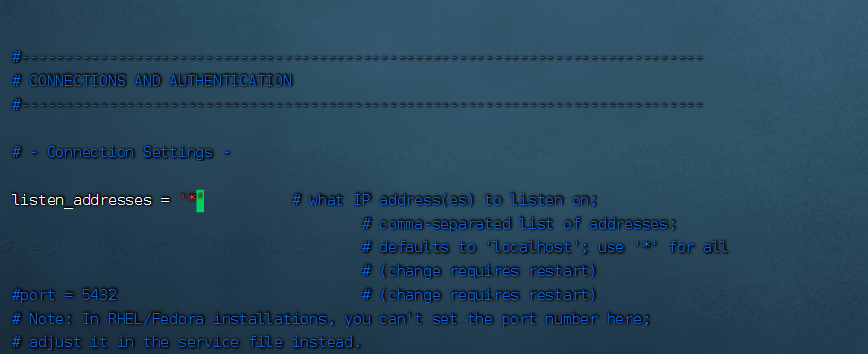 #------------------------------------------------------------------------------
# CONNECTIONS AND AUTHENTICATION
#------------------------------------------------------------------------------
# - Connection Settings -
listen_addresses = '*' # what IP address(es) to listen on;
# comma-separated list of addresses;
# defaults to 'localhost'; use '*' for all
# (change requires restart)
#port = 5432 # (change requires restart)
# Note: In RHEL/Fedora installations, you can't set the port number here;
# adjust it in the service file instead.